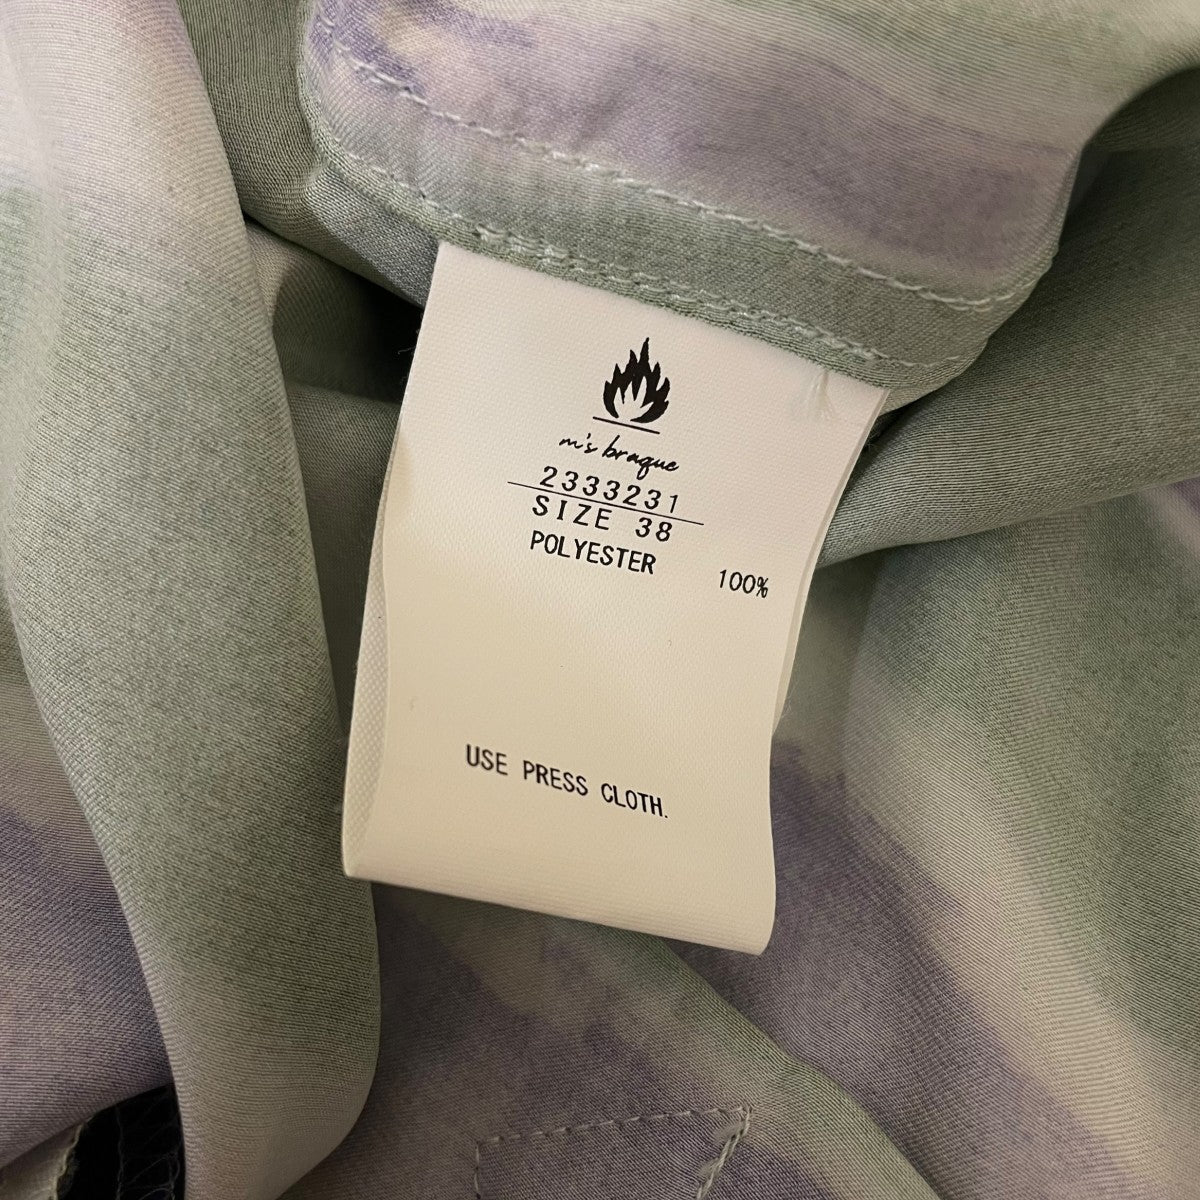 m's braque
2333231
SIZE 38
POLYESTER 100%
USE PRESS CLOTH.